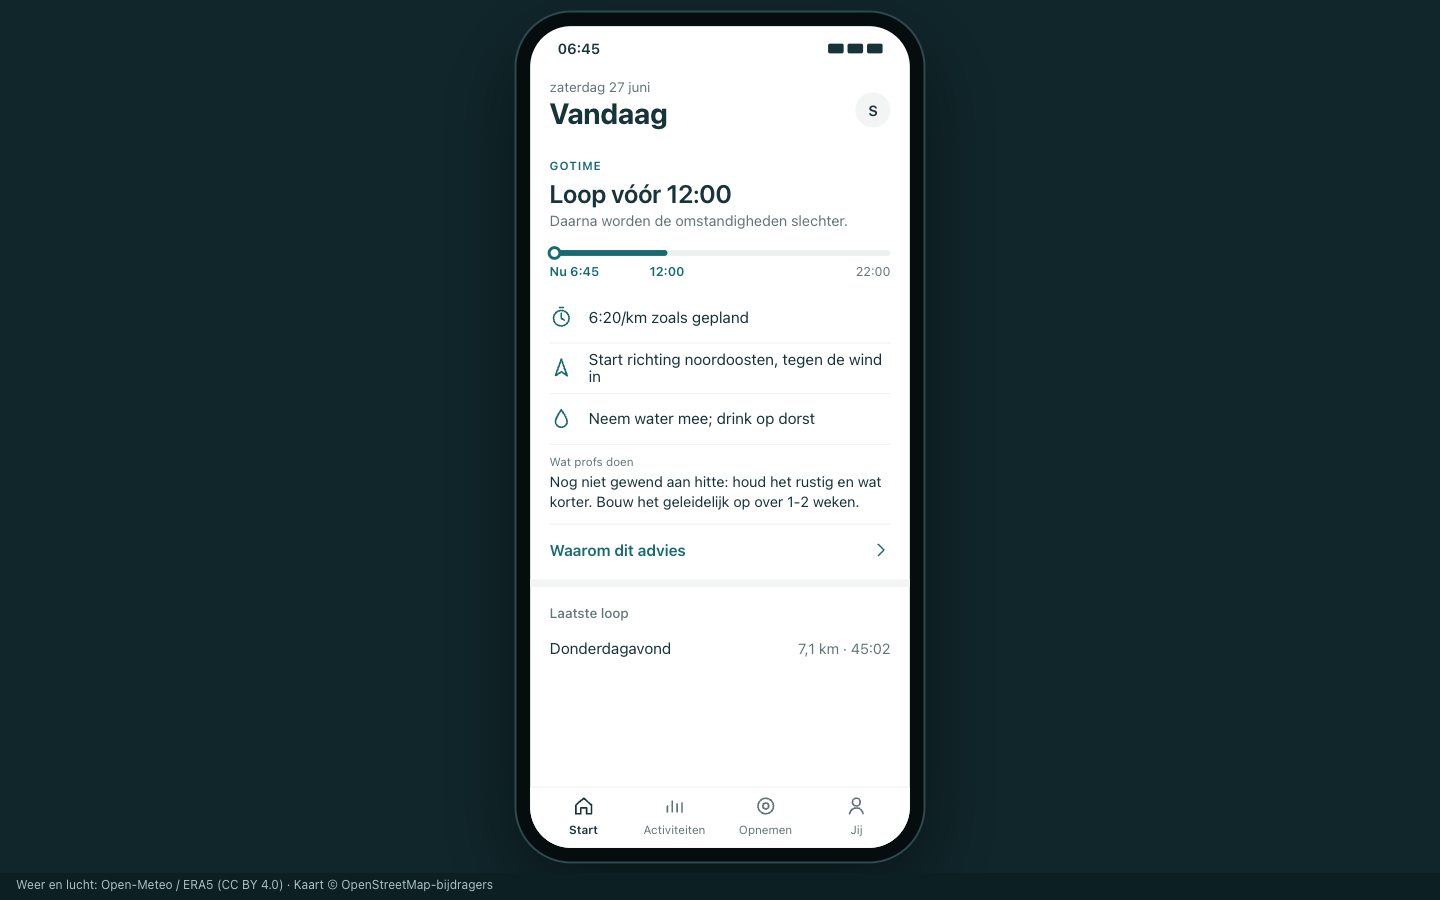 06:45
zaterdag 27 juni
Vandaag
S
GOTIME
Loop vóór 12:00
Daarna worden de omstandigheden slechter.
Nu 6:45
12:00
22:00
6:20/km zoals gepland
Start richting noordoosten, tegen de wind
in
Neem water mee; drink op dorst
Wat profs doen
Nog niet gewend aan hitte: houd het rustig en wat
korter. Bouw het geleidelijk op over 1-2 weken.
Waarom dit advies
Laatste loop
Donderdagavond
7,1 km · 45:02
Start
Activiteiten
Opnemen
Jij
Weer en lucht: Open-Meteo / ERA5 (CC BY 4.0) · Kaart © OpenStreetMap-bijdragers